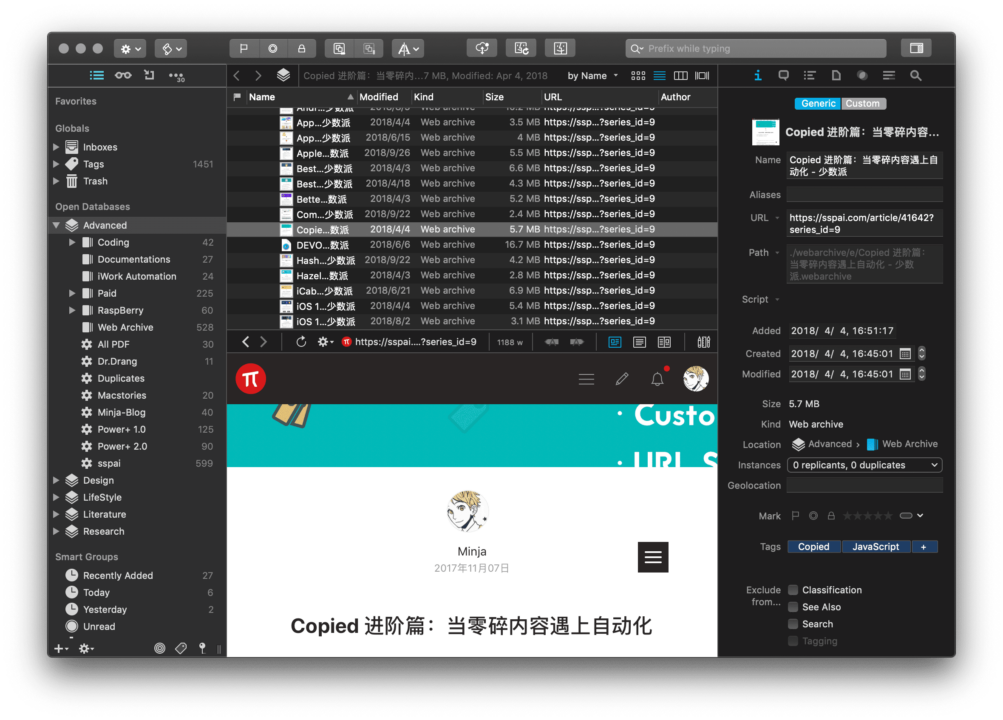 Prefix while typing
30
Copied 进阶篇：当零碎内...7 MB, Modified: Apr 4, 2018
by Name
Favorites
Globals
Inboxes
Tags 1451
Trash
Open Databases
Advanced
Coding 42
Documentations 27
iWork Automation 24
Paid 225
RaspBerry 60
Web Archive 528
All PDF 30
Dr.Drang 11
Duplicates
Macstories 20
Minja-Blog 40
Power+ 1.0 125
Power+ 2.0 90
sspai 599
Design
LifeStyle
Literature
Research
Smart Groups
Recently Added 27
Today 6
Yesterday 2
Unread
Name Modified Kind Size URL Author
App...少数派 2018/4/4 Web archive 3.5 MB https://ssp...?series_id=9
App...少数派 2018/6/15 Web archive 4 MB https://ssp...?series_id=9
Apple...数派 2018/9/26 Web archive 5.5 MB https://ssp...?series_id=9
Best...少数派 2018/4/3 Web archive 6.6 MB https://ssp...?series_id=9
Best...少数派 2018/4/18 Web archive 4.3 MB https://ssp...?series_id=9
Bette...数派 2018/4/3 Web archive 5.2 MB https://ssp...?series_id=9
Com...少数派 2018/9/22 Web archive 2.4 MB https://ssp...?series_id=9
Copie...数派 2018/4/4 Web archive 5.7 MB https://ssp...?series_id=9
DEVO...数派 2018/6/6 Web archive 16.7 MB https://ssp...?series_id=9
Hash...少数派 2018/9/22 Web archive 4.2 MB https://ssp...?series_id=9
Hazel...数派 2018/4/3 Web archive 2.8 MB https://ssp...?series_id=9
iCab...少数派 2018/6/21 Web archive 6.9 MB https://ssp...?series_id=9
iOS 1...少数派 2018/4/4 Web archive 5.4 MB https://ssp...?series_id=9
iOS 1...少数派 2018/8/2 Web archive 3.1 MB https://ssp...?series_id=9
https://sspai....?series_id=9 1188 w
π
· Custo
· URL S
Minja
2017年11月07日
Copied 进阶篇：当零碎内容遇上自动化
Generic Custom
Copied 进阶篇：当零碎内容遇上自...
Name Copied 进阶篇：当零碎内容遇上自
动化 - 少数派
Aliases
URL https://sspai.com/article/41642?
series_id=9
Path ./webarchive/e/Copied 进阶篇：
当零碎内容遇上自动化 - 少数
派.webarchive
Script
Added 2018/ 4/ 4, 16:51:17
Created 2018/ 4/ 4, 16:45:01
Modified 2018/ 4/ 4, 16:45:01
Size 5.7 MB
Kind Web archive
Location Advanced › Web Archive
Instances 0 replicants, 0 duplicates
Geolocation
Mark
Tags Copied JavaScript +
Exclude from... Classification
See Also
Search
Tagging